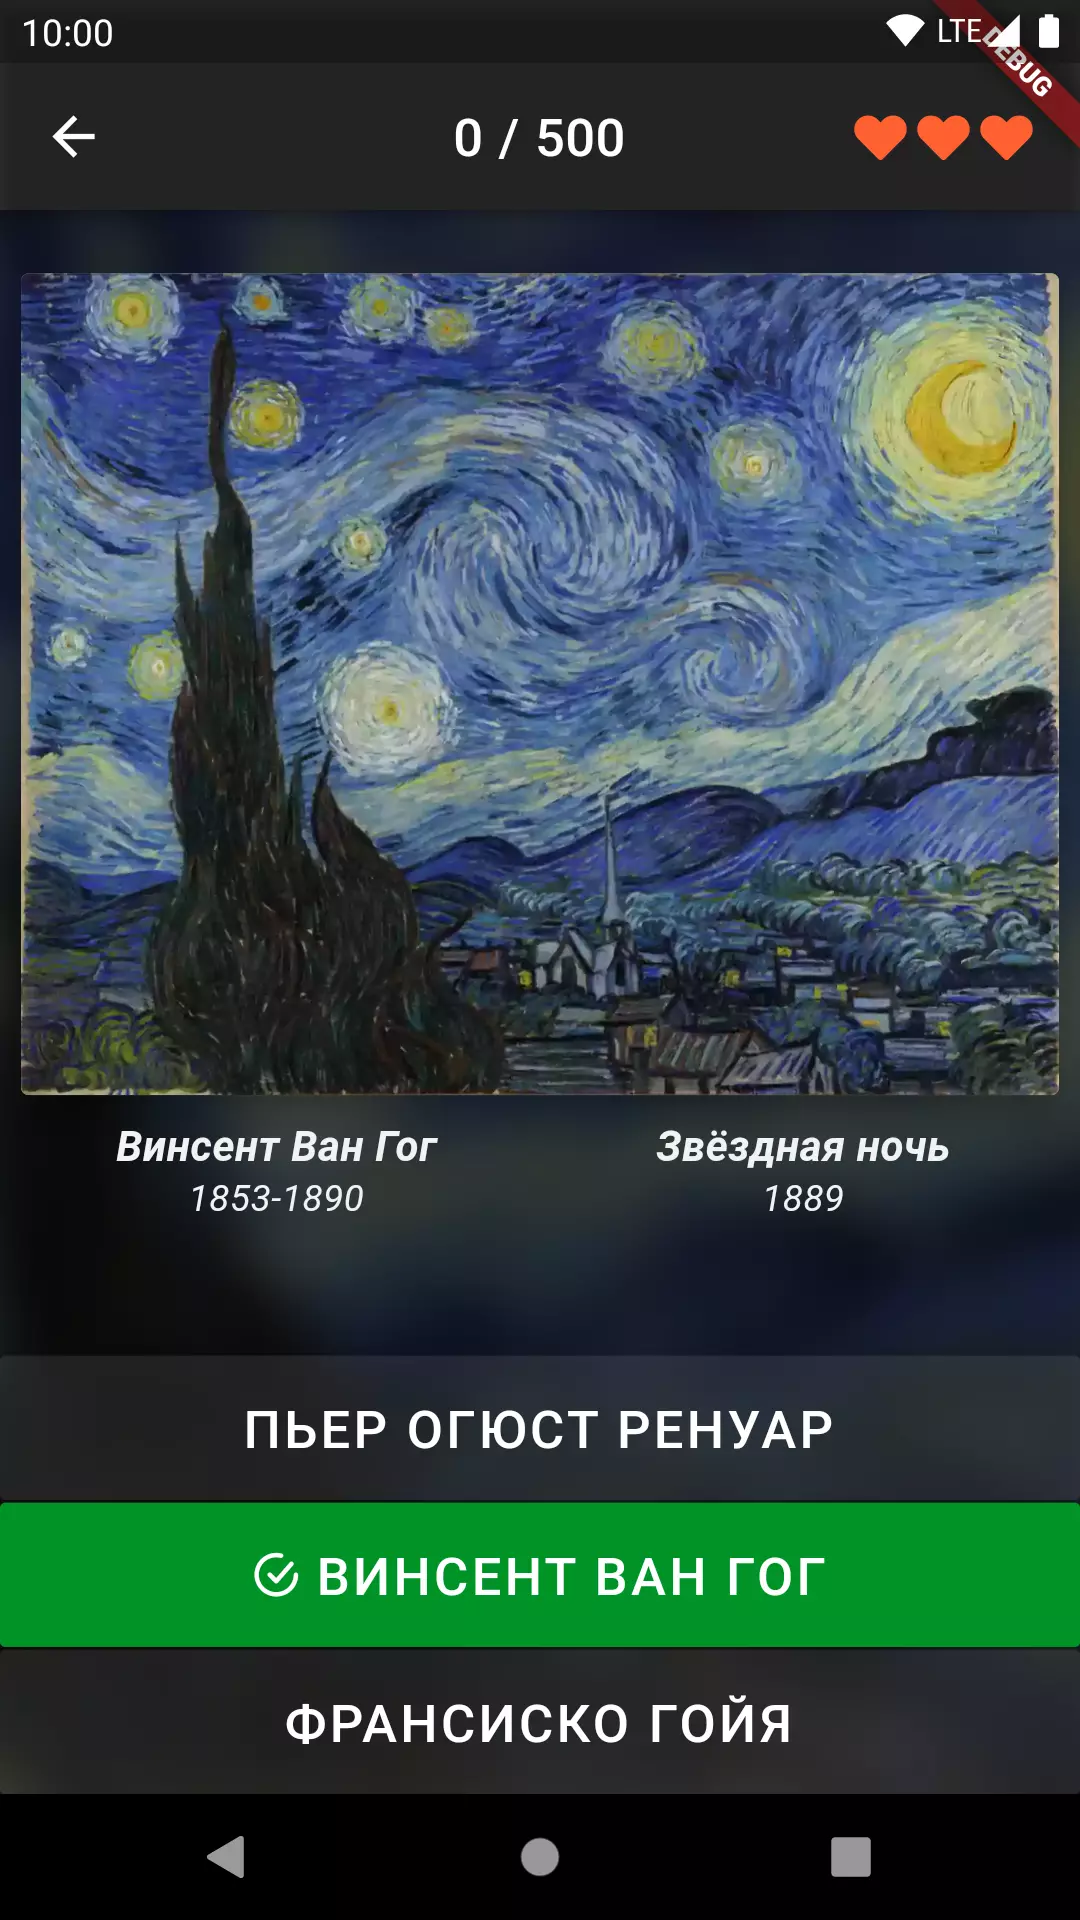 10:00
LTE
DEBUG
0 / 500
Винсент Ван Гог
1853-1890
Звёздная ночь
1889
ПЬЕР ОГЮСТ РЕНУАР
ВИНСЕНТ ВАН ГОГ
ФРАНСИСКО ГОЙЯ